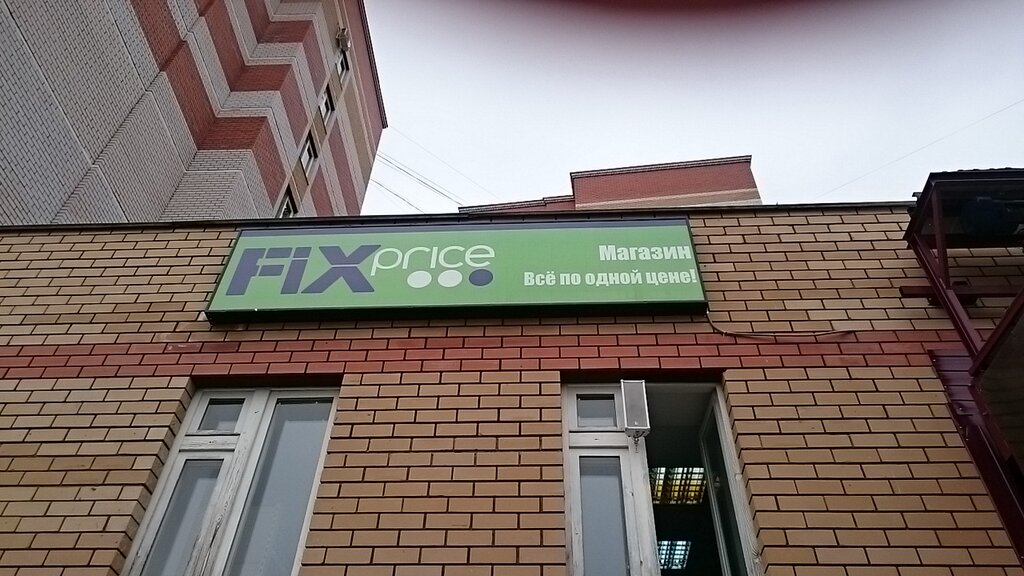 FiX price
Магазин
Всё по одной цене!